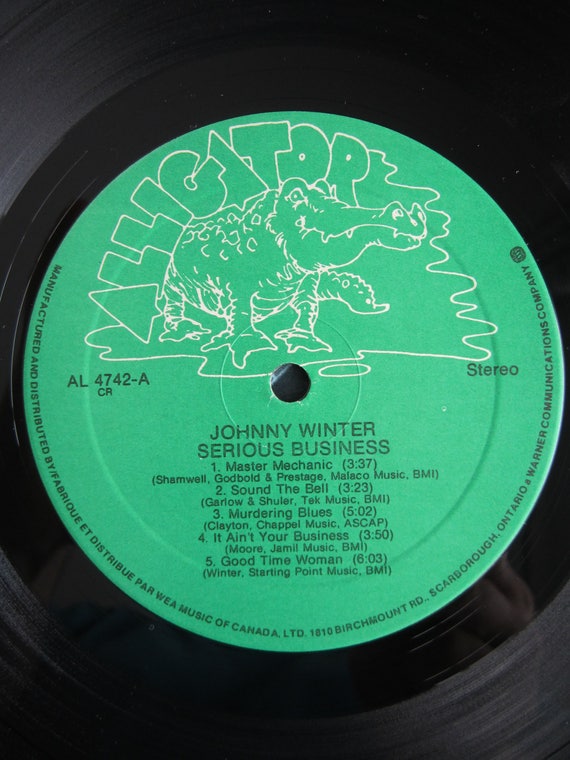 ALLIGATOR
AL 4742-A
CR
Stereo
JOHNNY WINTER
SERIOUS BUSINESS
1. Master Mechanic (3:37)
(Shamwell, Godbold & Prestage, Malaco Music, BMI)
2. Sound The Bell (3:23)
(Garlow & Shuler, Tek Music, BMI)
3. Murdering Blues (5:02)
(Clayton, Chappel Music, ASCAP)
4. It Ain't Your Business (3:50)
(Moore, Jamil Music, BMI)
5. Good Time Woman (6:03)
(Winter, Starting Point Music, BMI)
MANUFACTURED AND DISTRIBUTED BY/FABRIQUE ET DISTRIBUE PAR WEA MUSIC OF CANADA, LTD. 1810 BIRCHMOUNT RD., SCARBOROUGH, ONTARIO a WARNER COMMUNICATIONS COMPANY